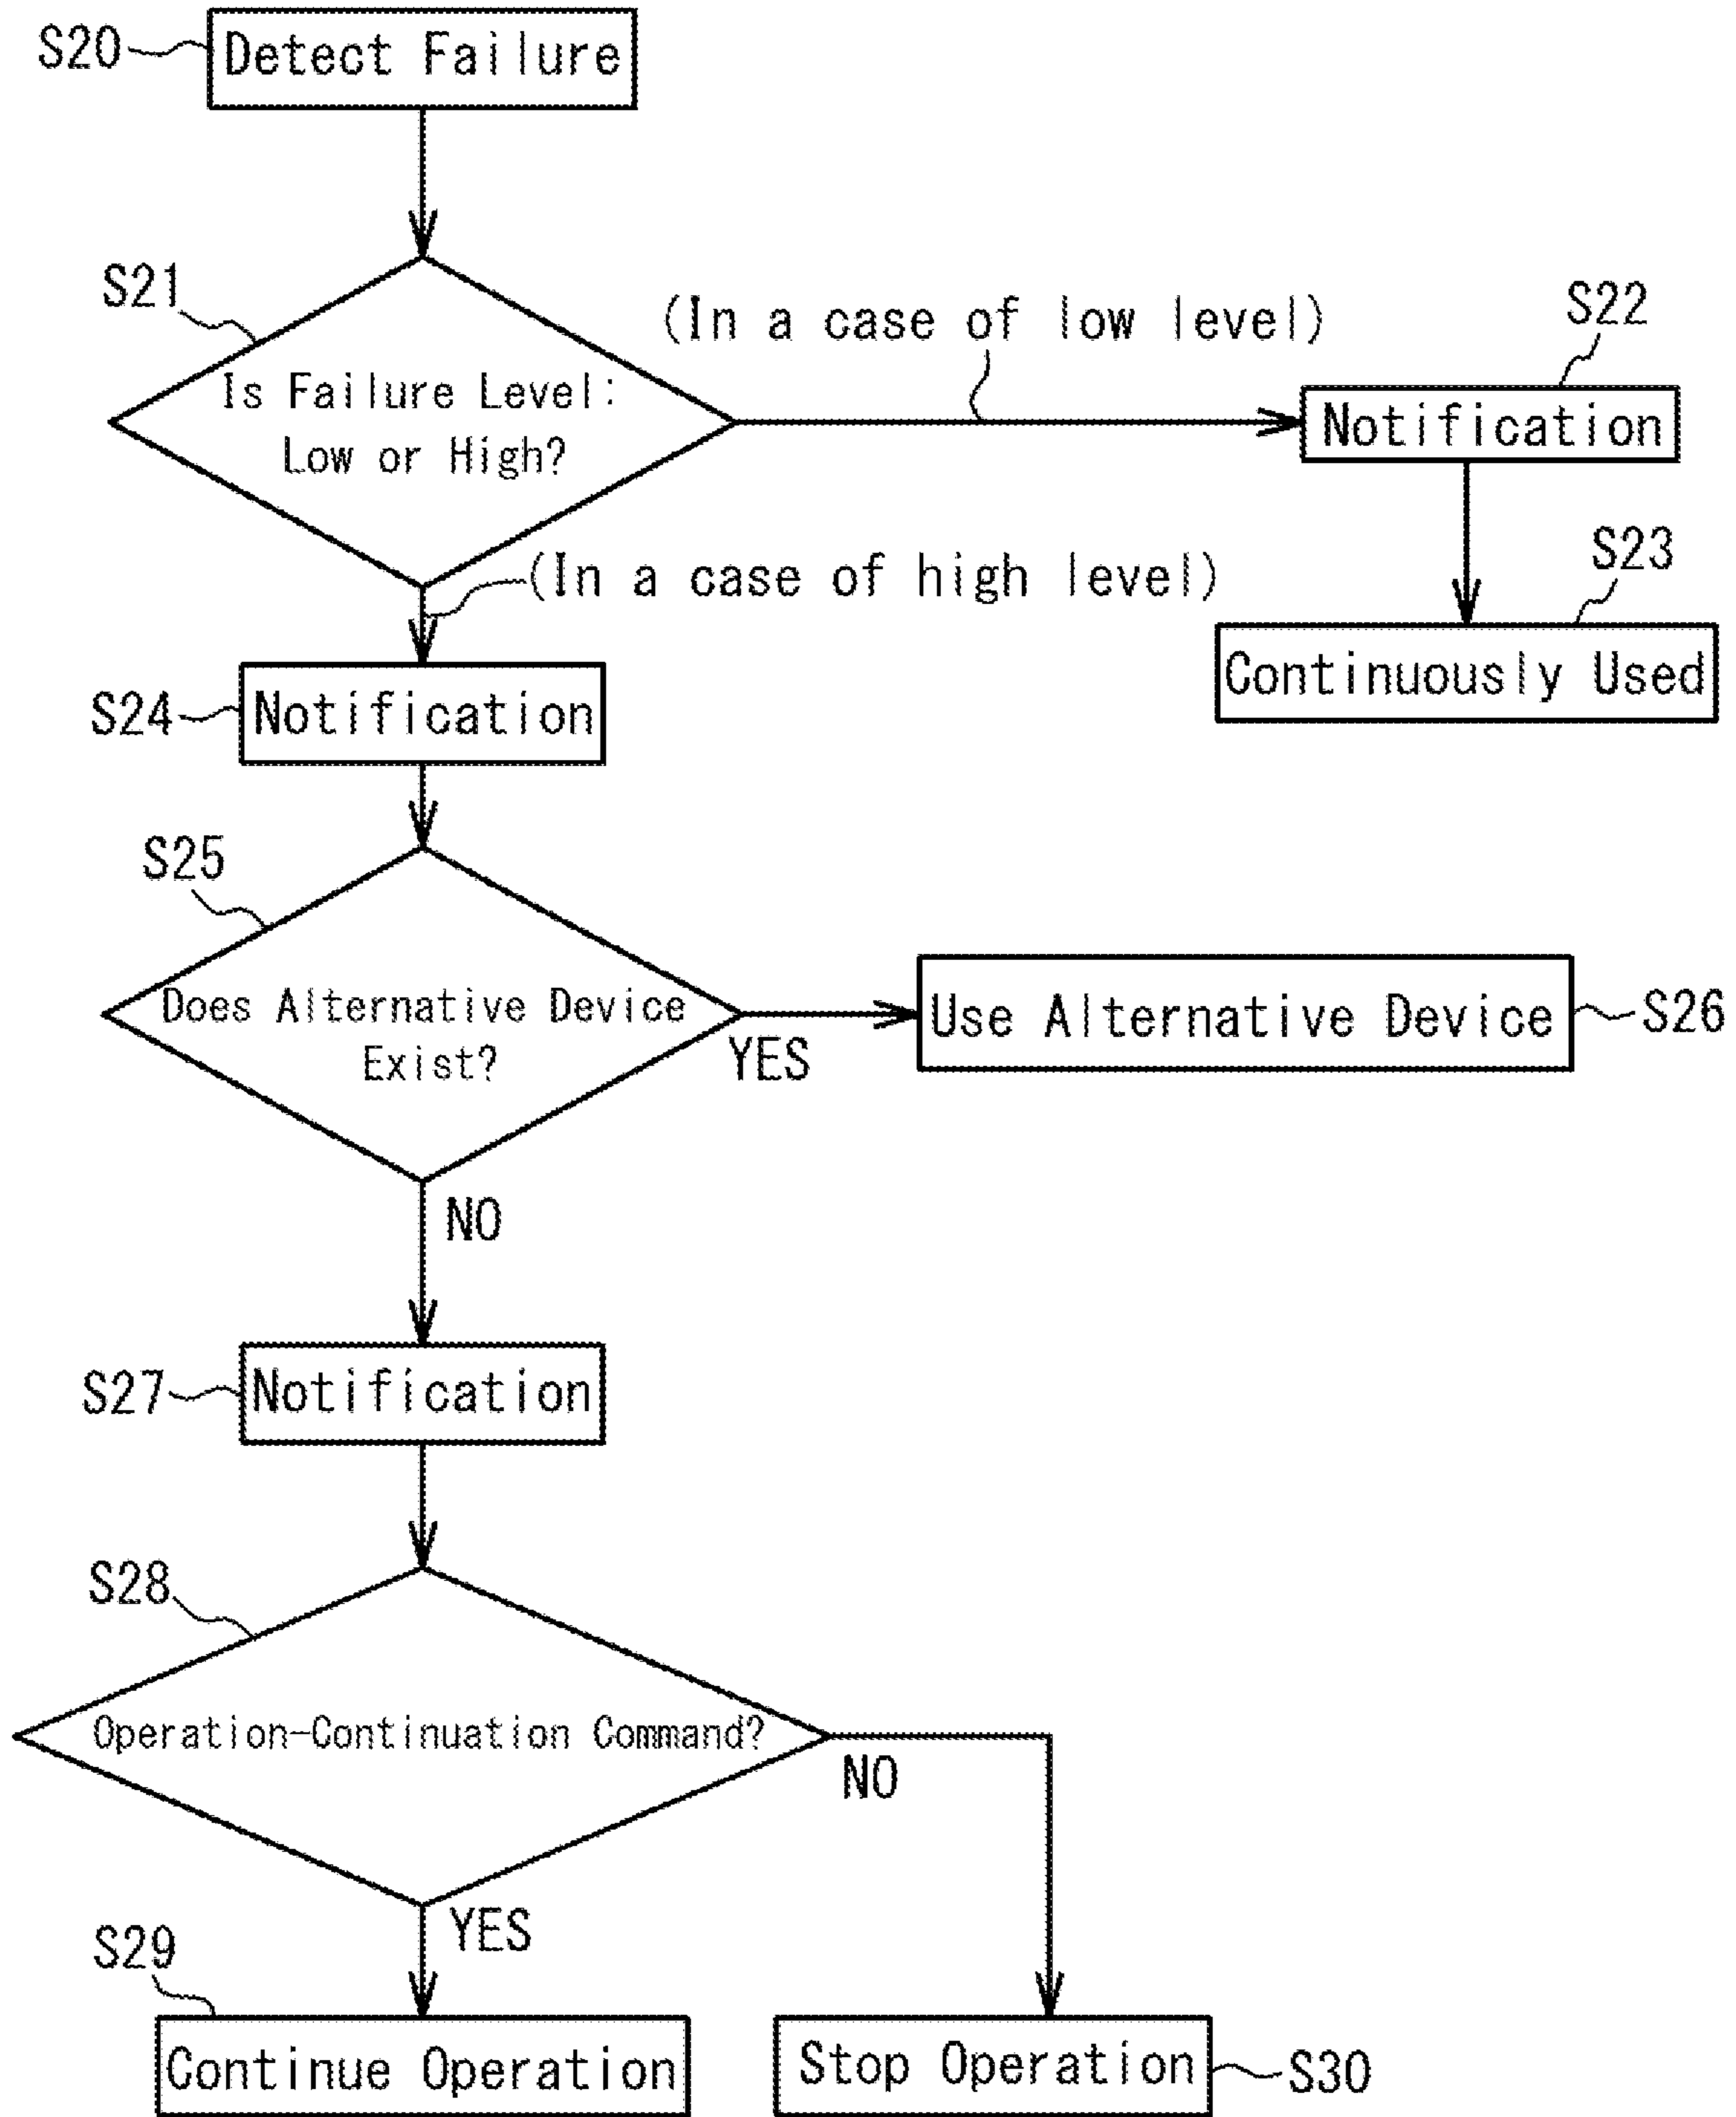 S20
Detect Failure
S21
(In a case of low level)
S22
Is Failure Level:
Low or High?
Notification
(In a case of high level)
S23
Continuously Used
S24
Notification
S25
Does Alternative Device
Exist?
YES
Use Alternative Device
S26
NO
S27
Notification
S28
Operation-Continuation Command?
NO
YES
S29
Continue Operation
Stop Operation
S30